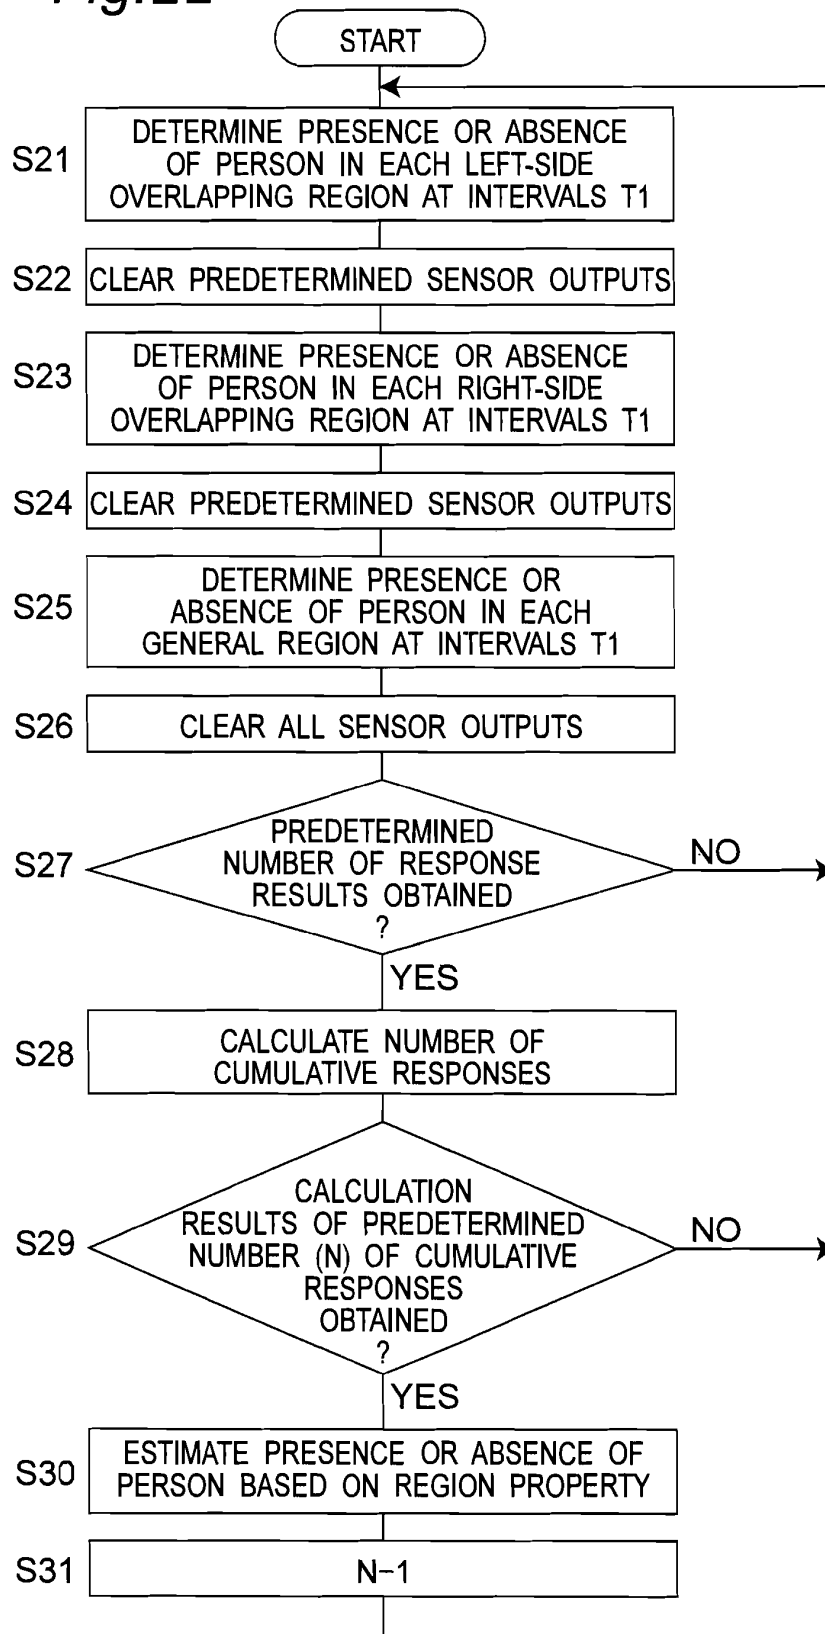 START
S21
DETERMINE PRESENCE OR ABSENCE
OF PERSON IN EACH LEFT-SIDE
OVERLAPPING REGION AT INTERVALS T1
S22
CLEAR PREDETERMINED SENSOR OUTPUTS
S23
DETERMINE PRESENCE OR ABSENCE
OF PERSON IN EACH RIGHT-SIDE
OVERLAPPING REGION AT INTERVALS T1
S24
CLEAR PREDETERMINED SENSOR OUTPUTS
S25
DETERMINE PRESENCE OR
ABSENCE OF PERSON IN EACH
GENERAL REGION AT INTERVALS T1
S26
CLEAR ALL SENSOR OUTPUTS
S27
PREDETERMINED
NUMBER OF RESPONSE
RESULTS OBTAINED
?
NO
YES
S28
CALCULATE NUMBER OF
CUMULATIVE RESPONSES
S29
CALCULATION
RESULTS OF PREDETERMINED
NUMBER (N) OF CUMULATIVE
RESPONSES
OBTAINED
?
NO
YES
S30
ESTIMATE PRESENCE OR ABSENCE OF
PERSON BASED ON REGION PROPERTY
S31
N-1